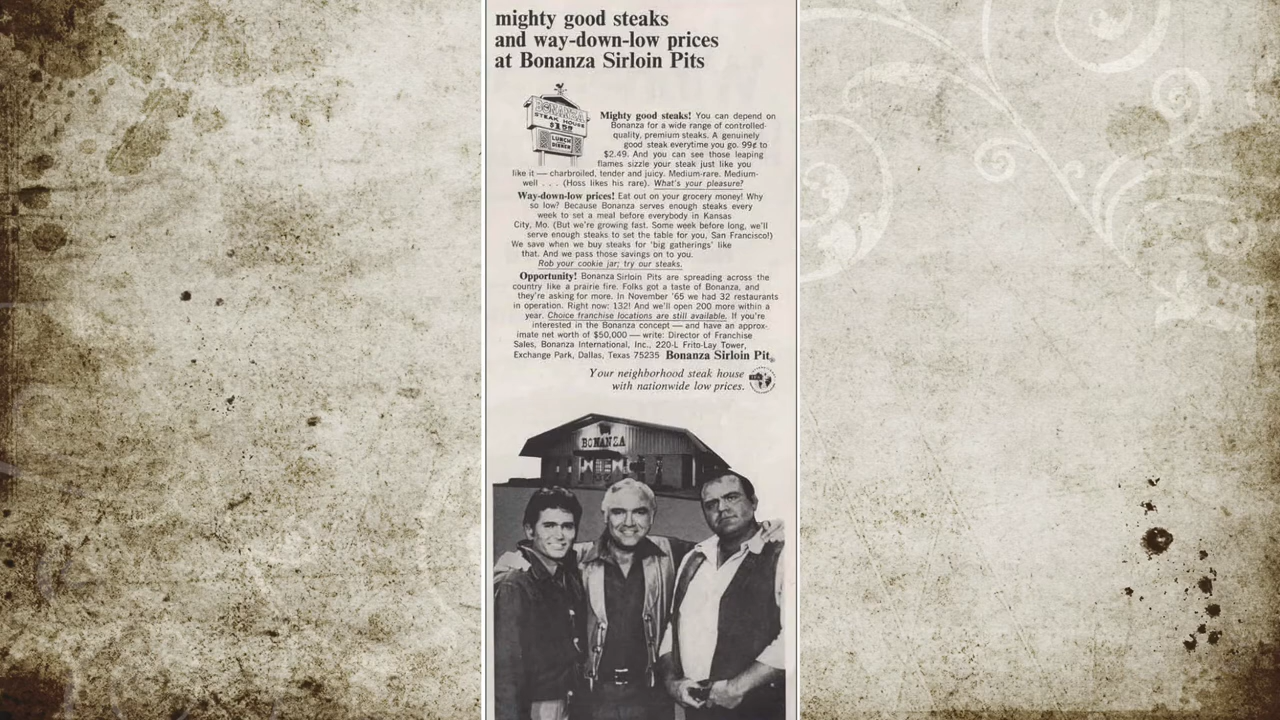 mighty good steaks
and way-down-low prices
at Bonanza Sirloin Pits
BONANZA
STEAK HOUSE
LUNCH
DINNER
Mighty good steaks! You can depend on
Bonanza for a wide range of controlled-
quality, premium steaks. A genuinely
good steak everytime you go. 99¢ to
$2.49. And you can see those leaping
flames sizzle your steak just like you
like it — charbroiled, tender and juicy. Medium-rare. Medium-
well . . . (Hoss likes his rare). What's your pleasure?
Way-down-low prices! Eat out on your grocery money! Why
so low? Because Bonanza serves enough steaks every
week to set a meal before everybody in Kansas
City, Mo. (But we're growing fast. Some week before long, we'll
serve enough steaks to set the table for you, San Francisco!)
We save when we buy steaks for 'big gatherings' like
that. And we pass those savings on to you.
Rob your cookie jar; try our steaks.
Opportunity! Bonanza Sirloin Pits are spreading across the
country like a prairie fire. Folks got a taste of Bonanza, and
they're asking for more. In November '65 we had 32 restaurants
in operation. Right now: 132! And we'll open 200 more within a
year. Choice franchise locations are still available. If you're
interested in the Bonanza concept — and have an approx-
imate net worth of $50,000 — write: Director of Franchise
Sales, Bonanza International, Inc., 220-L Frito-Lay Tower,
Exchange Park, Dallas, Texas 75235 Bonanza Sirloin Pit®
Your neighborhood steak house
with nationwide low prices.
BONANZA